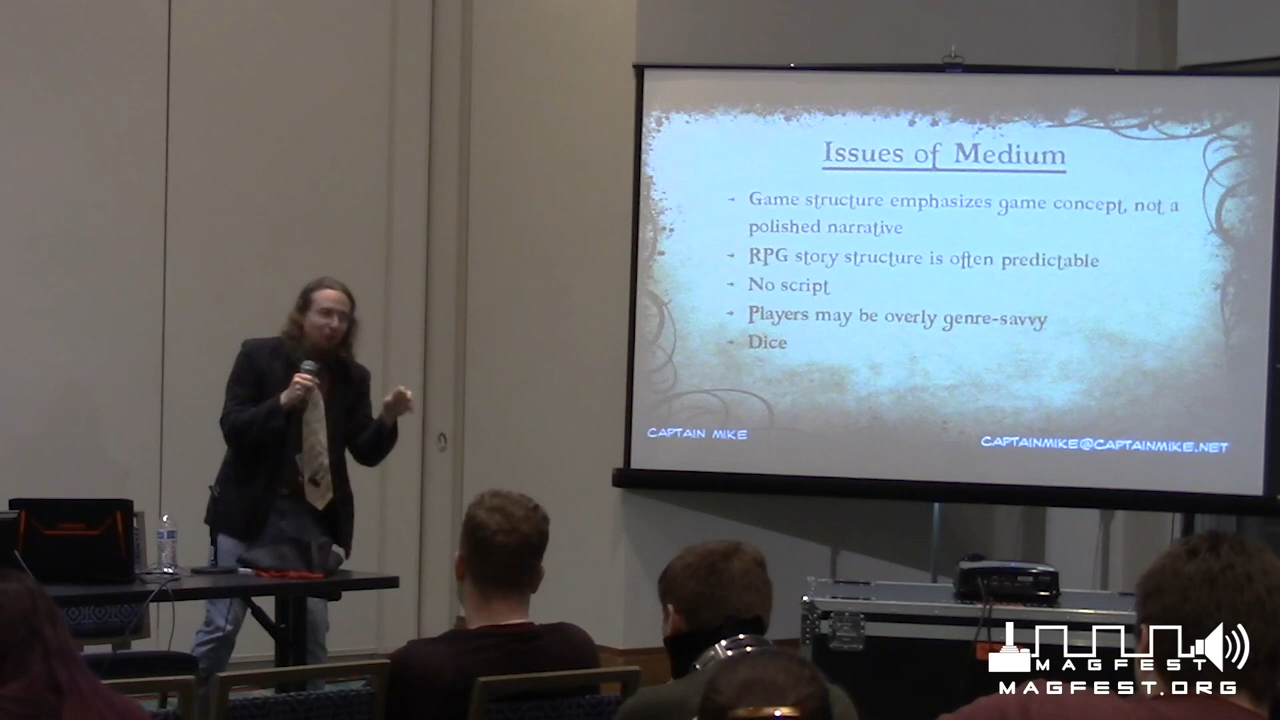 Issues of Medium
Game structure emphasizes game concept, not a
polished narrative
RPG story structure is often predictable
No script
Players may be overly genre-savvy
Dice
CAPTAIN MIKE
CAPTAINMIKE@CAPTAINMIKE.NET
MAGFEST
MAGFEST.ORG